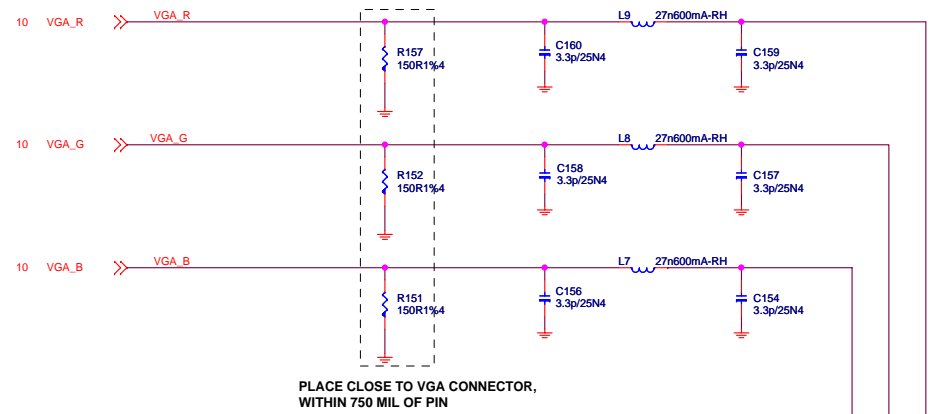 10 VGA_R VGA_R L9 27n600mA-RH
R157
150R1%4
C160
3.3p/25N4
C159
3.3p/25N4
10 VGA_G VGA_G L8 27n600mA-RH
R152
150R1%4
C158
3.3p/25N4
C157
3.3p/25N4
10 VGA_B VGA_B L7 27n600mA-RH
R151
150R1%4
C156
3.3p/25N4
C154
3.3p/25N4
PLACE CLOSE TO VGA CONNECTOR,
WITHIN 750 MIL OF PIN